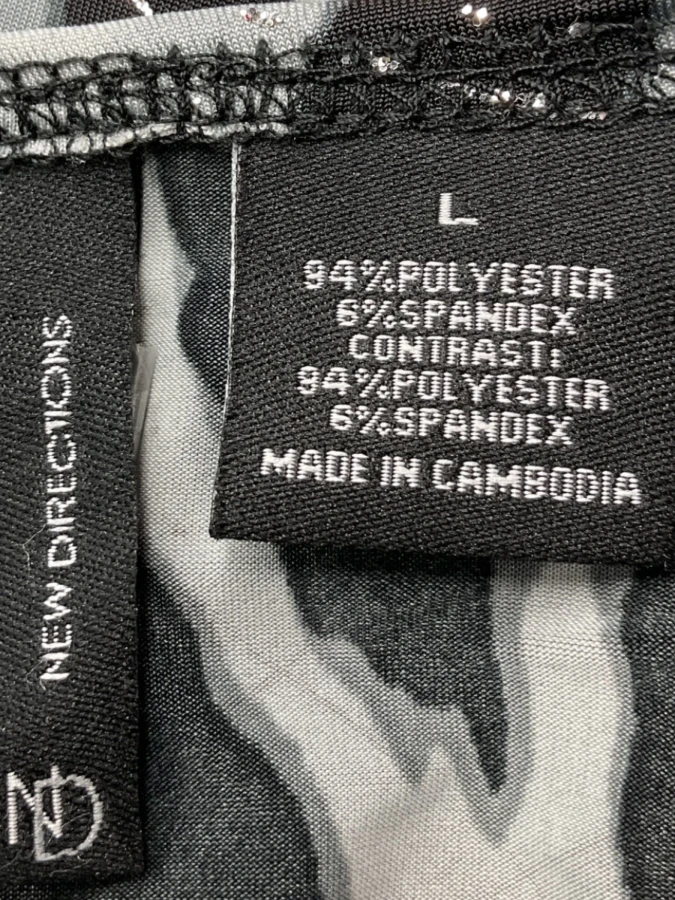 L
94%POLYESTER
6%SPANDEX
CONTRAST:
94%POLYESTER
6%SPANDEX
MADE IN CAMBODIA
NEW DIRECTIONS
ND